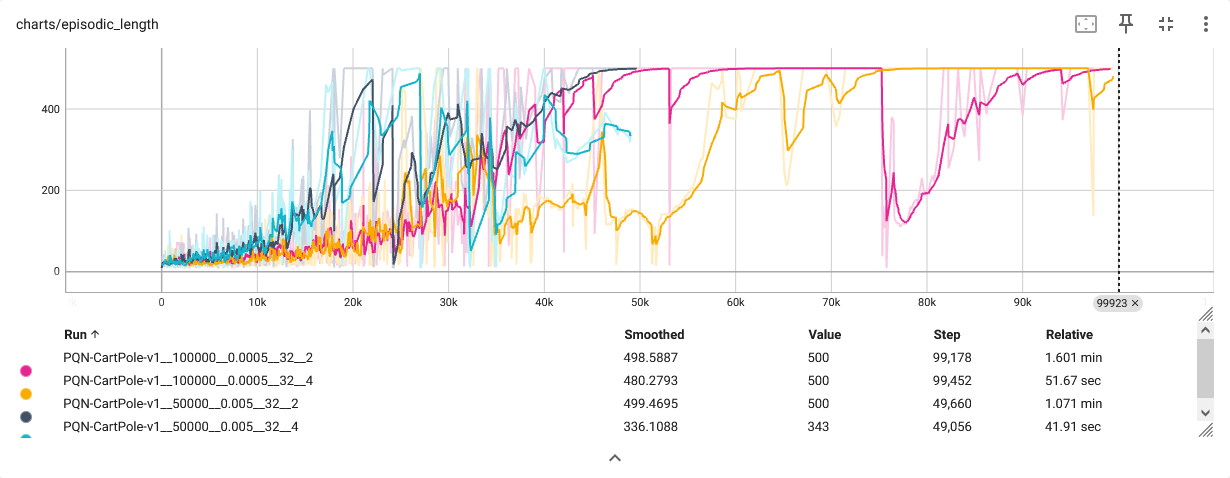 charts/episodic_length
400
200
0
0 10k 20k 30k 40k 50k 60k 70k 80k 90k 99923 ×
Run ↑ Smoothed Value Step Relative
PQN-CartPole-v1__100000__0.0005__32__2 498.5887 500 99,178 1.601 min
PQN-CartPole-v1__100000__0.0005__32__4 480.2793 500 99,452 51.67 sec
PQN-CartPole-v1__50000__0.005__32__2 499.4695 500 49,660 1.071 min
PQN-CartPole-v1__50000__0.005__32__4 336.1088 343 49,056 41.91 sec